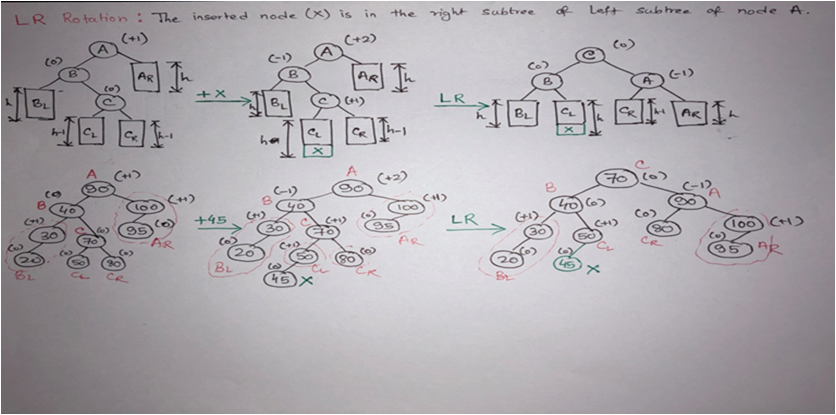 LR Rotation: The inserted node (X) is in the right subtree of left subtree of node A.
(+1) (+2) (0)
A A C
(0) (-1) (0) (-1)
B AR h B AR h B A
(0) + X (+1) LR
h BL C h BL C h BL CL h CR h-1 AR h
h-1 CL CR h-1 h CL CR h-1 X
X
A (+1) A (+2) C
90 90 70 (0)
B (0) (+1) B (-1) (+1) B (-1) A
40 100 +45 40 100 LR 40 (0) 90
(+1) C (0) (0) (+1) C (+1) (0) (+1) (+1) (0) (+1)
30 70 95 30 70 95 30 50 80 100
(0) AR (0) (+1) (0) AR (0) (0) CL CR (0)
20 50 80 20 50 CL 80 20 45 X 95 AR
BL CL CR BL (0) 45 X CR BL